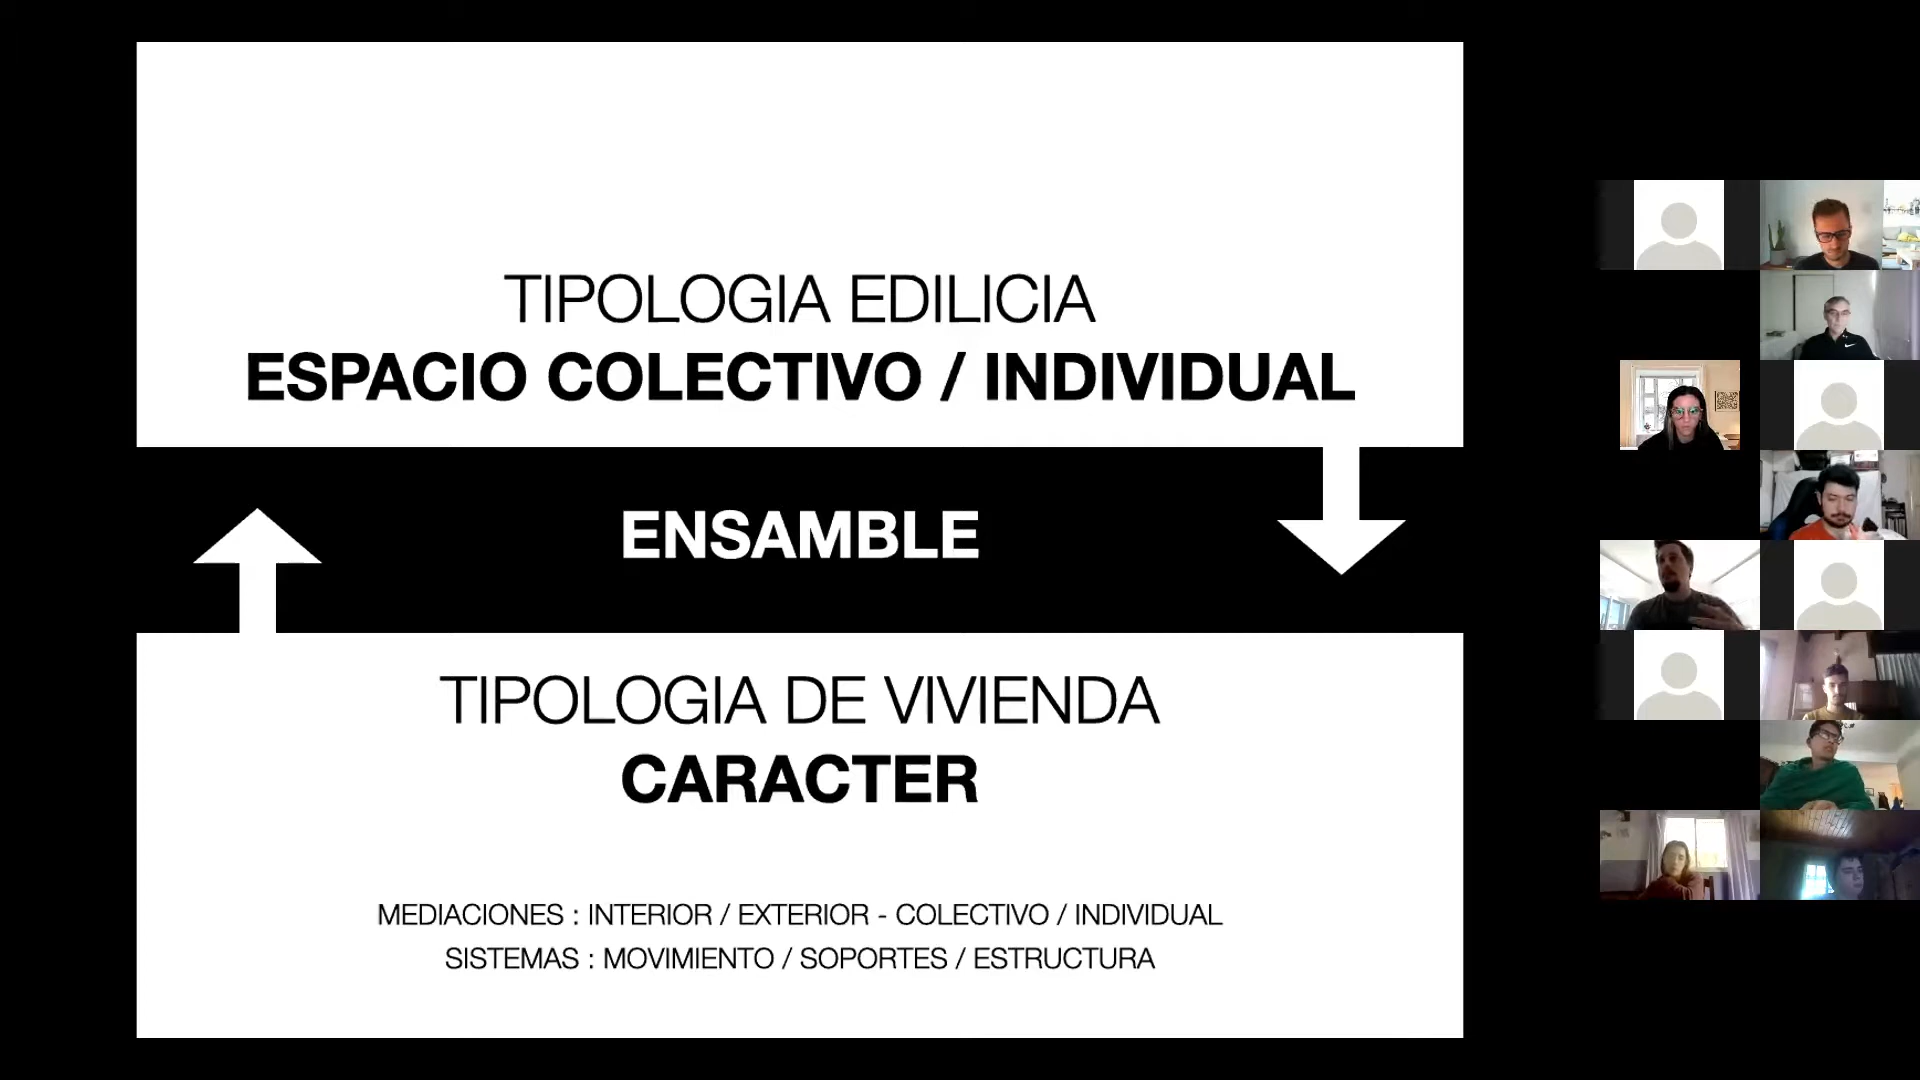 TIPOLOGIA EDILICIA
ESPACIO COLECTIVO / INDIVIDUAL
ENSAMBLE
TIPOLOGIA DE VIVIENDA
CARACTER
MEDIACIONES : INTERIOR / EXTERIOR - COLECTIVO / INDIVIDUAL
SISTEMAS : MOVIMIENTO / SOPORTES / ESTRUCTURA